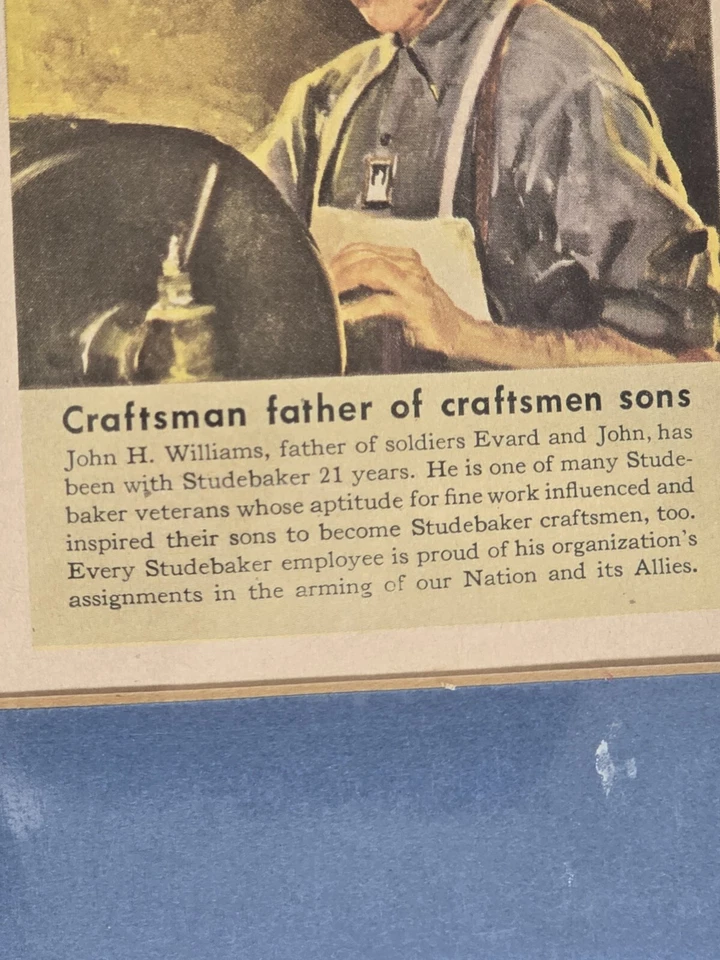 Craftsman father of craftsmen sons
John H. Williams, father of soldiers Evard and John, has
been with Studebaker 21 years. He is one of many Stude-
baker veterans whose aptitude for fine work influenced and
inspired their sons to become Studebaker craftsmen, too.
Every Studebaker employee is proud of his organization's
assignments in the arming of our Nation and its Allies.